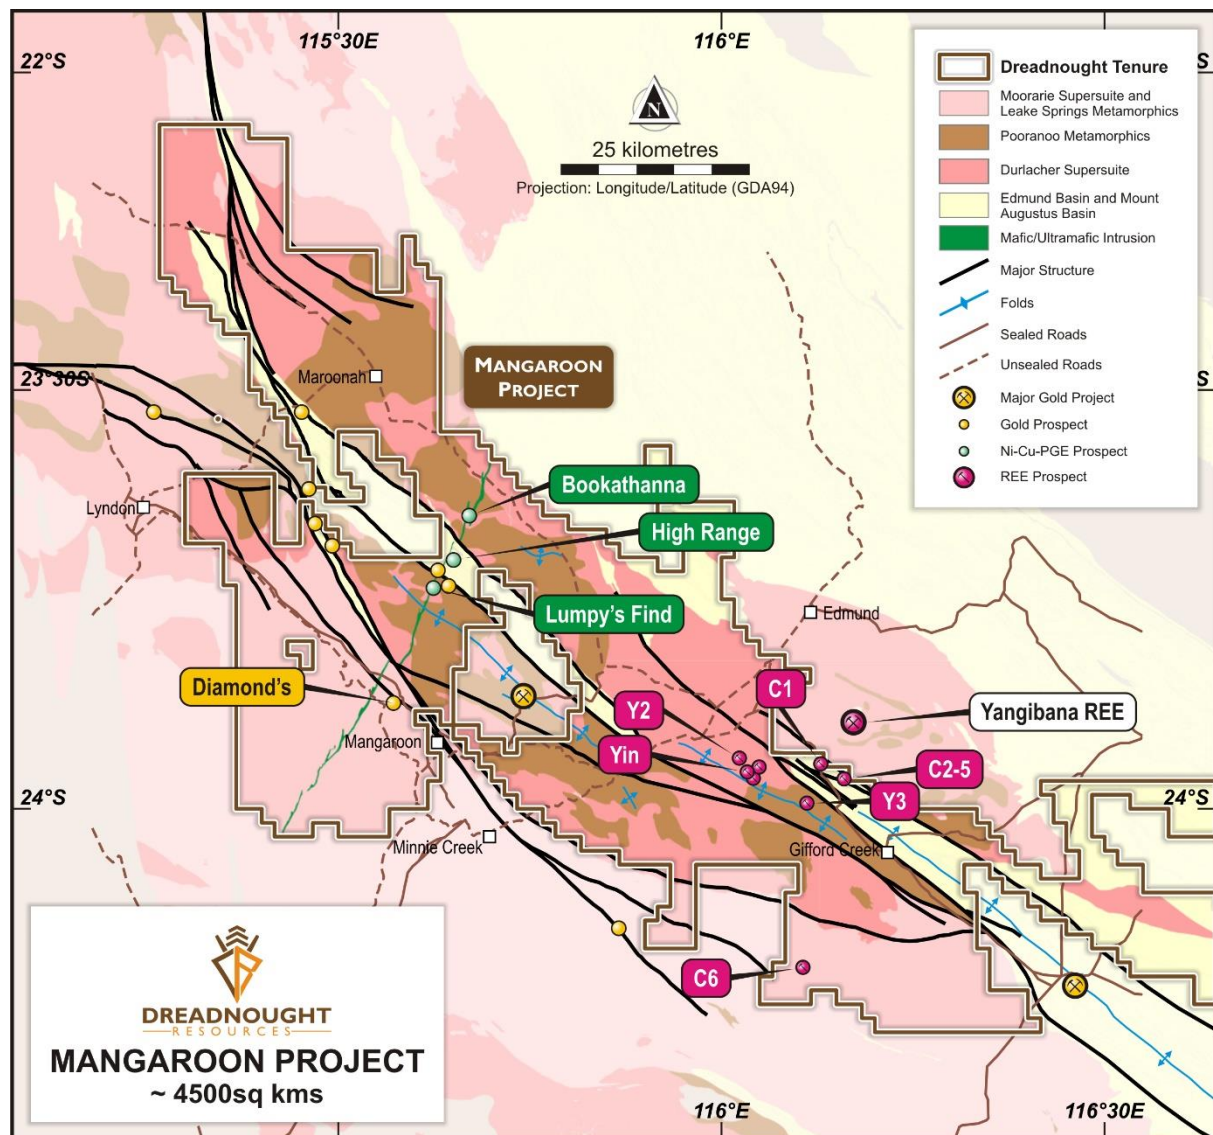 115°30'E
116°E
22°S
S
N
25 kilometres
Projection: Longitude/Latitude (GDA94)
Dreadnought Tenure
Moorarie Supersuite and
Leake Springs Metamorphics
Pooranoo Metamorphics
Durlacher Supersuite
Edmund Basin and Mount
Augustus Basin
Mafic/Ultramafic Intrusion
Major Structure
Folds
Sealed Roads
Unsealed Roads
Major Gold Project
Gold Prospect
Ni-Cu-PGE Prospect
REE Prospect
23°30'S
S
Maroonah
MANGAROON
PROJECT
Bookathanna
Lyndon
High Range
Lumpy's Find
Edmund
Diamond's
C1
Y2
Yangibana REE
Mangaroon
Yin
C2-5
Y3
24°S
24°S
Minnie Creek
Gifford Creek
C6
DREADNOUGHT
RESOURCES
MANGAROON PROJECT
~ 4500sq kms
116°E
116°30'E